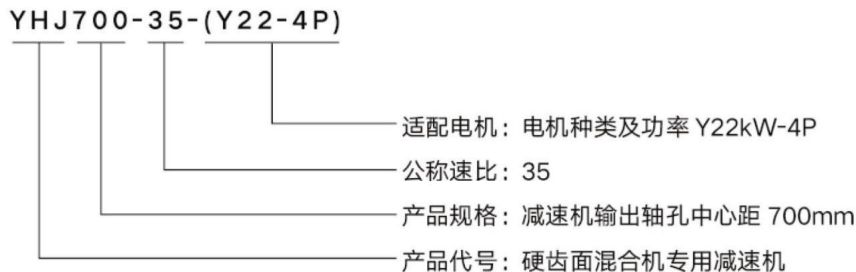 YHJ700-35-(Y22-4P)
适配电机：电机种类及功率 Y22kW-4P
公称速比：35
产品规格：减速机输出轴孔中心距 700mm
产品代号：硬齿面混合机专用减速机